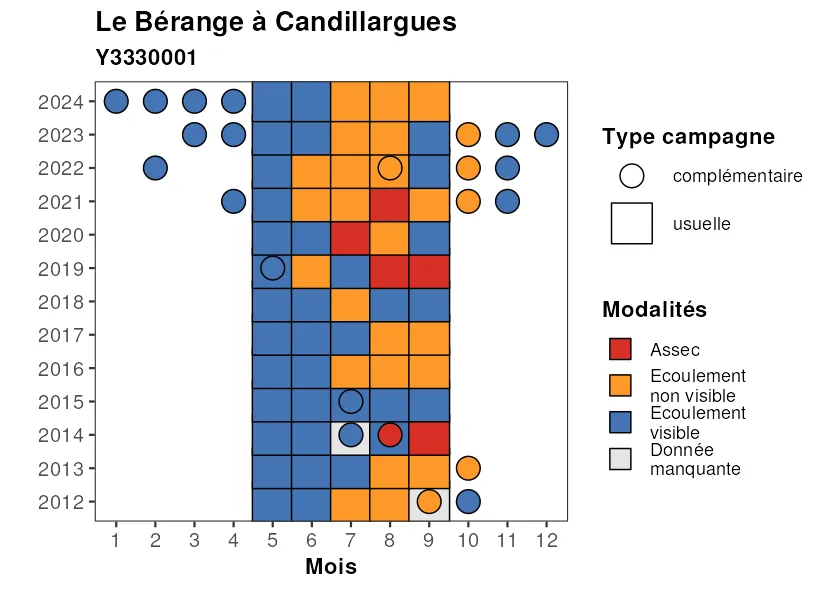 Le Bérange à Candillargues
Y3330001
2024
2023
2022
2021
2020
2019
2018
2017
2016
2015
2014
2013
2012
1 2 3 4 5 6 7 8 9 10 11 12
Mois
Type campagne
complémentaire
usuelle
Modalités
Assec
Ecoulement
non visible
Ecoulement
visible
Donnée
manquante